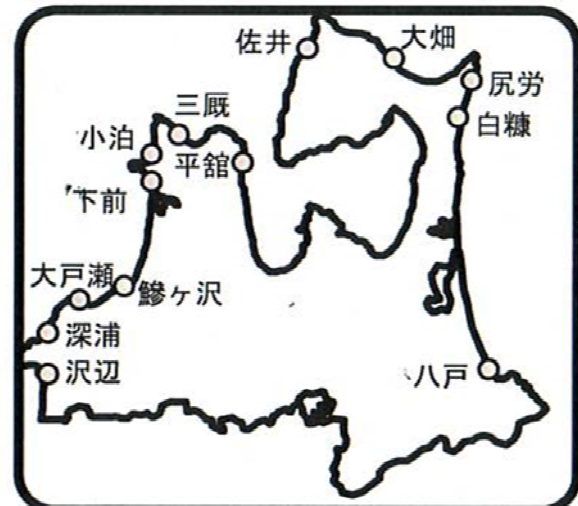 佐井
大畑
尻労
白糠
三厩
小泊
平舘
下前
大戸瀬
鰺ヶ沢
深浦
沢辺
八戸